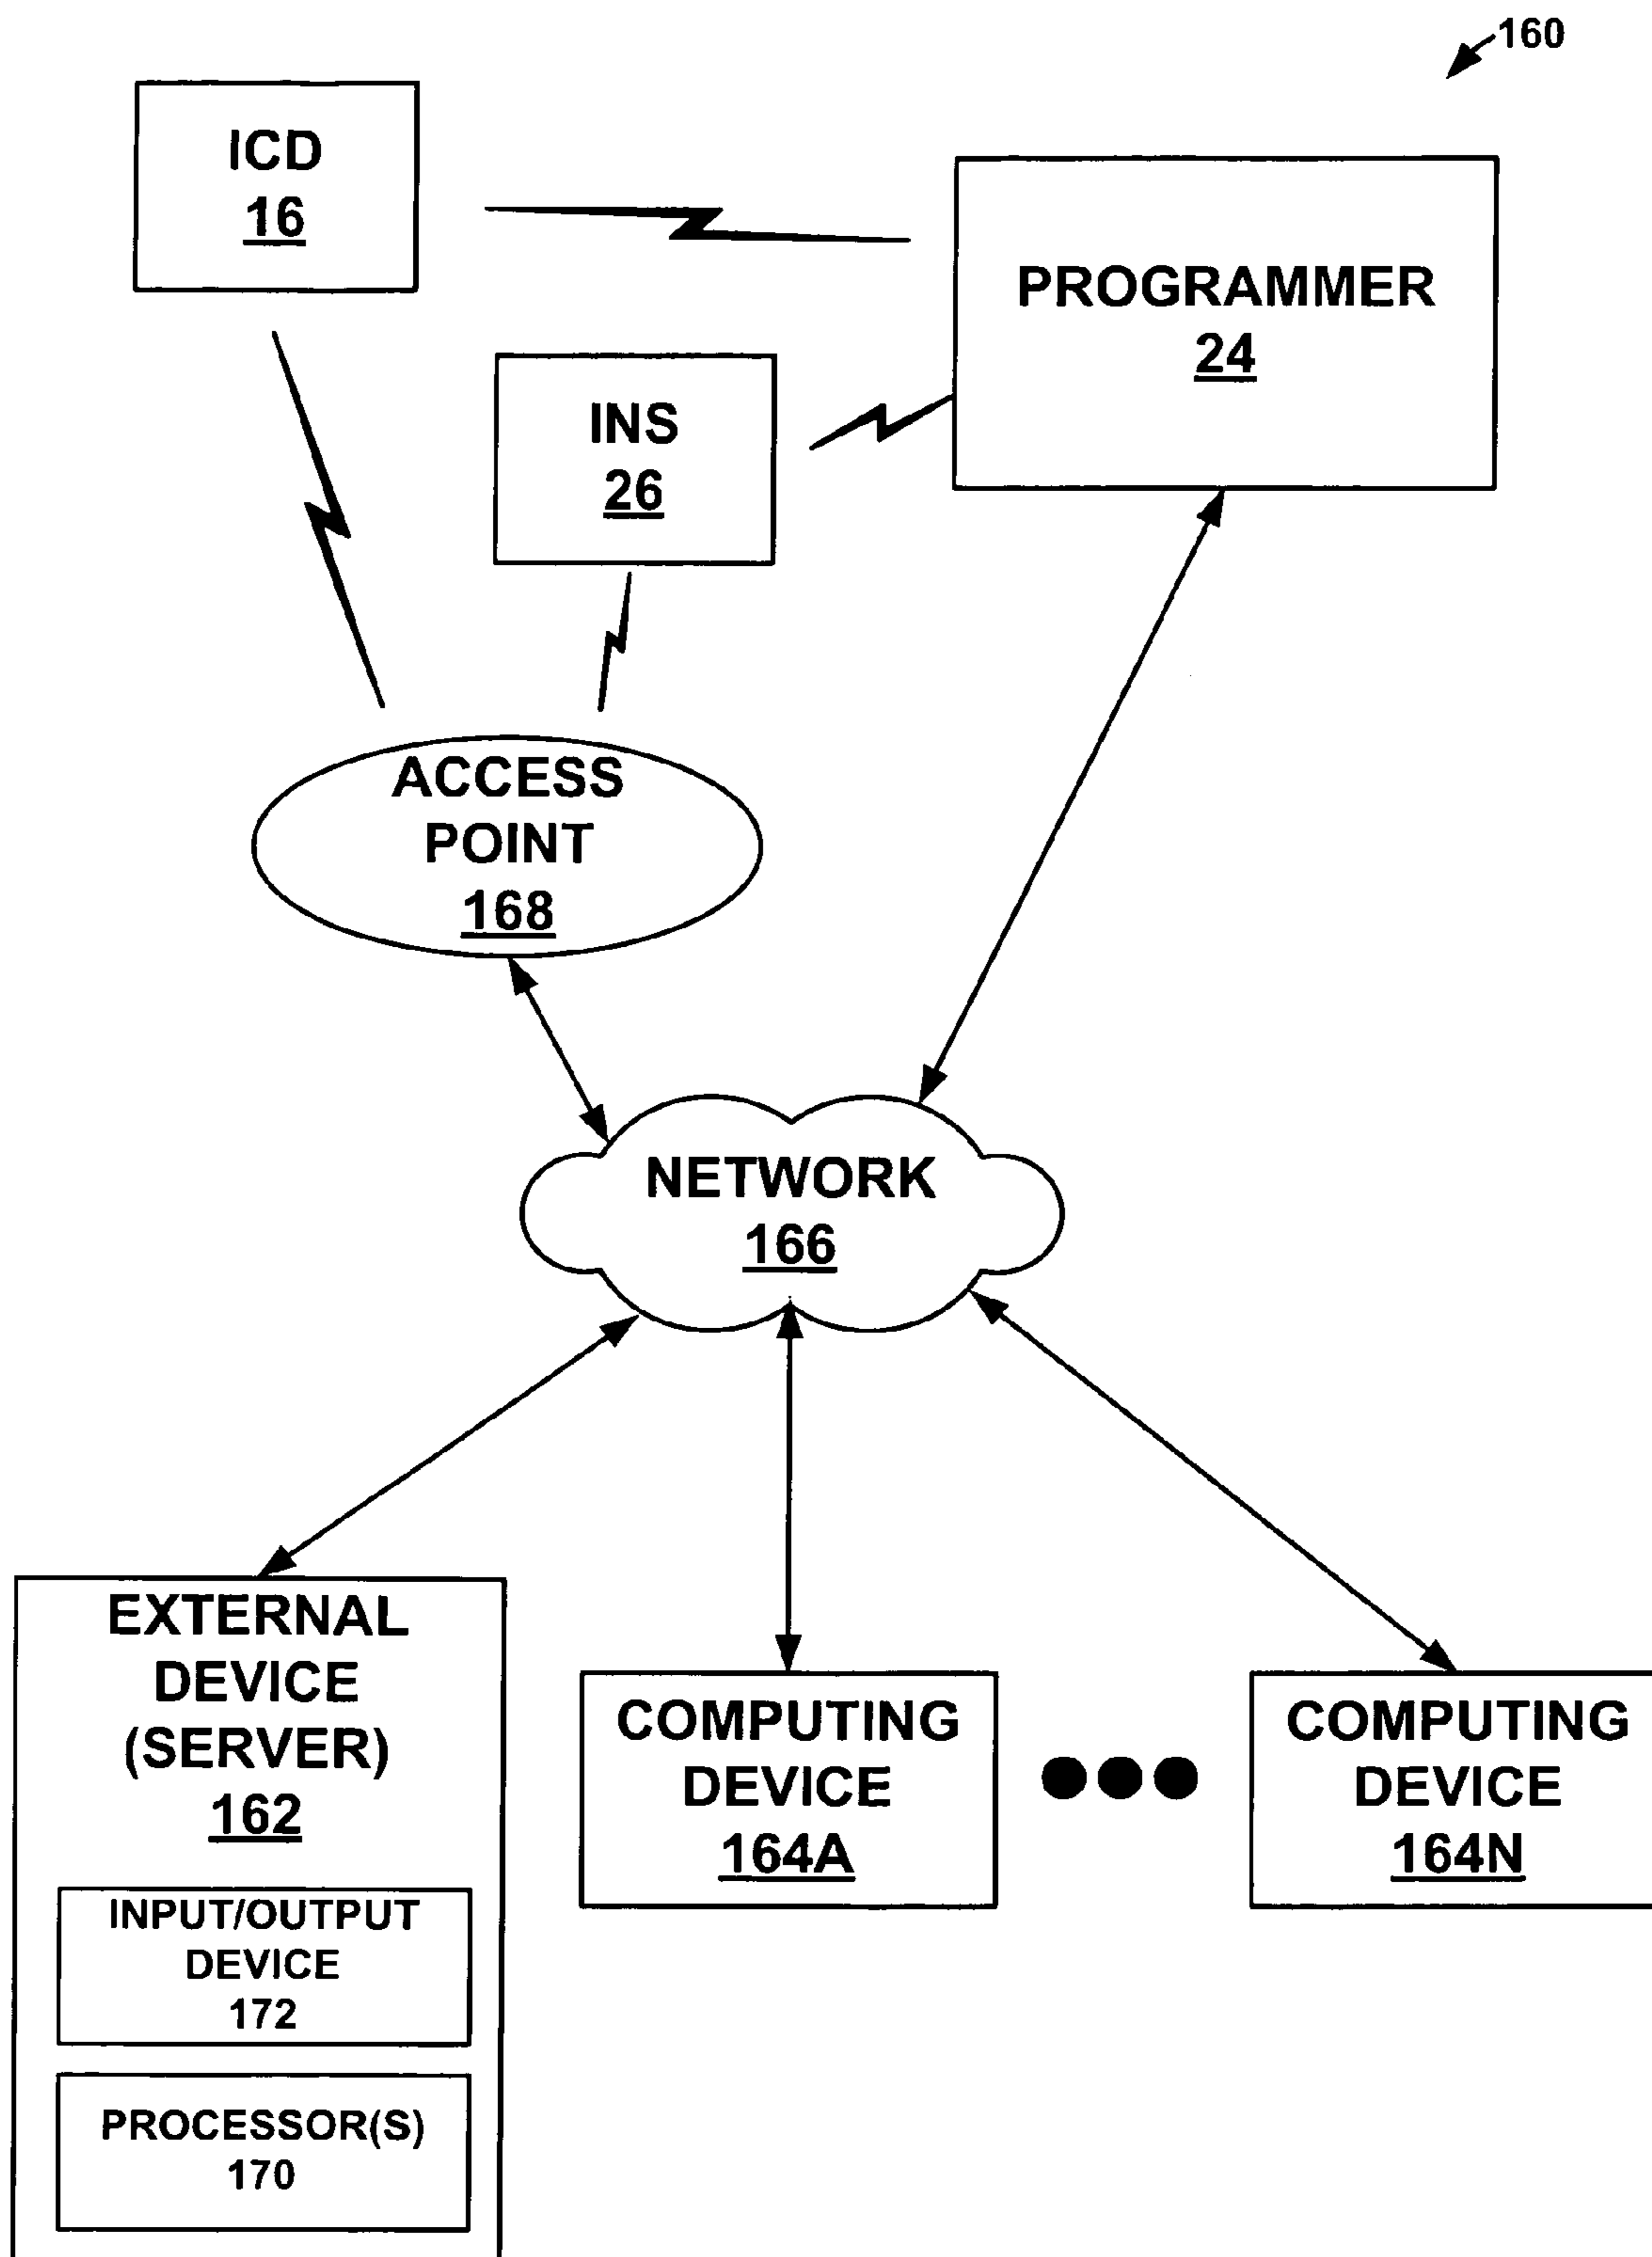 160
ICD
16
PROGRAMMER
24
INS
26
ACCESS
POINT
168
NETWORK
166
EXTERNAL
DEVICE
(SERVER)
162
INPUT/OUTPUT
DEVICE
172
PROCESSOR(S)
170
COMPUTING
DEVICE
164A
COMPUTING
DEVICE
164N